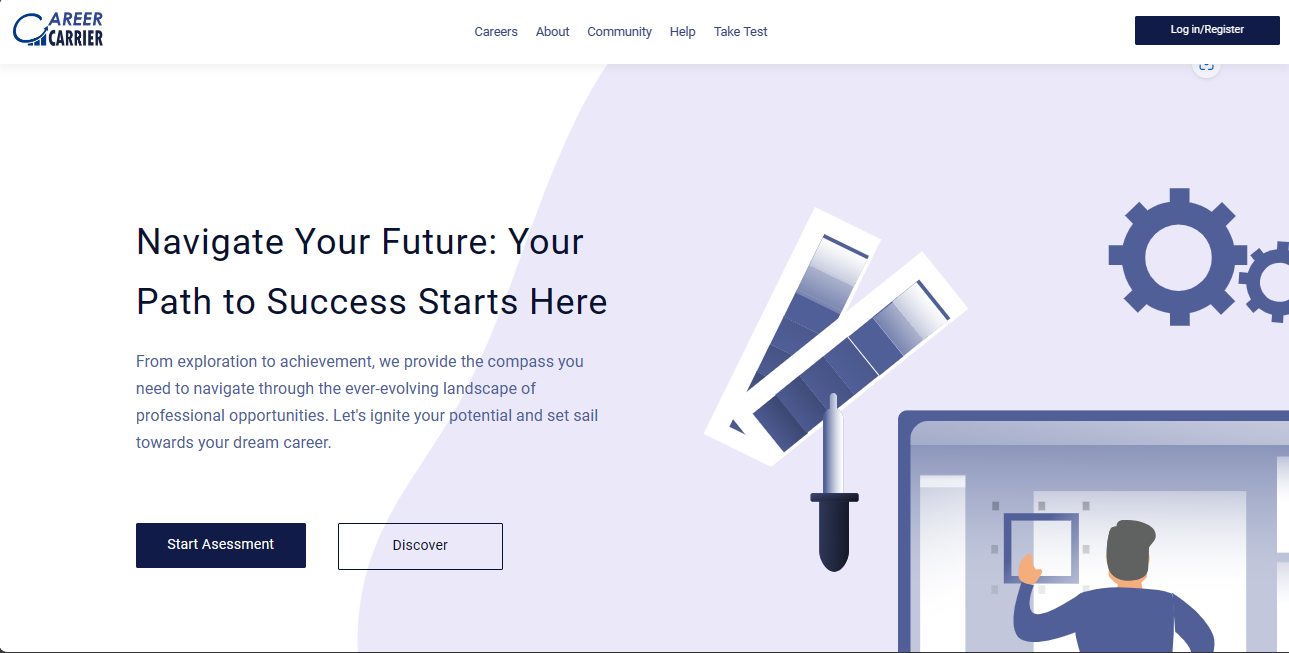 CAREER
CARRIER
Careers About Community Help Take Test
Log in/Register
Navigate Your Future: Your
Path to Success Starts Here
From exploration to achievement, we provide the compass you
need to navigate through the ever-evolving landscape of
professional opportunities. Let's ignite your potential and set sail
towards your dream career.
Start Asessment
Discover